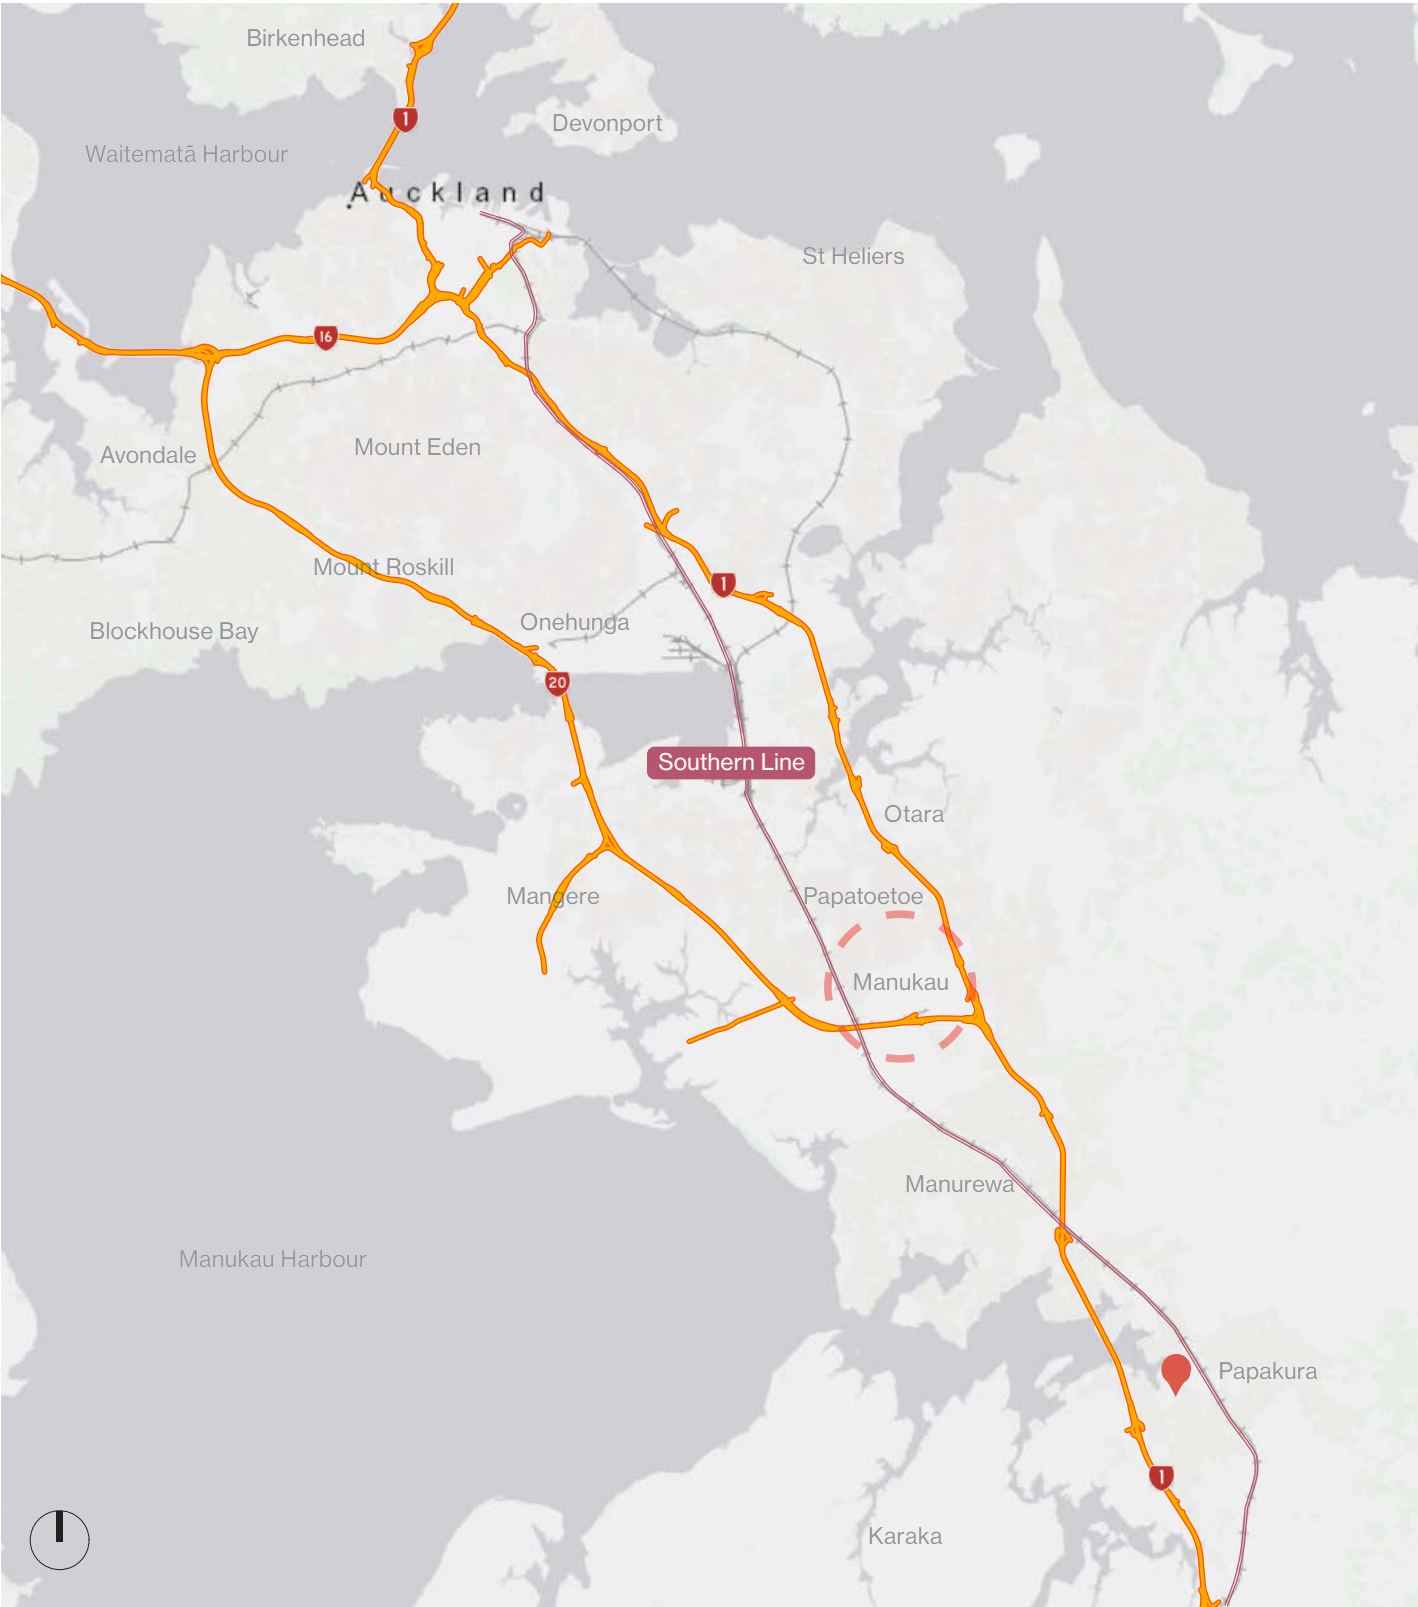 Birkenhead
1
Devonport
Waitematā Harbour
Auckland
St Heliers
16
Avondale
Mount Eden
Mount Roskill
1
Onehunga
Blockhouse Bay
20
Southern Line
Otara
Mangere
Papatoetoe
Manukau
Manurewa
Manukau Harbour
Papakura
1
Karaka